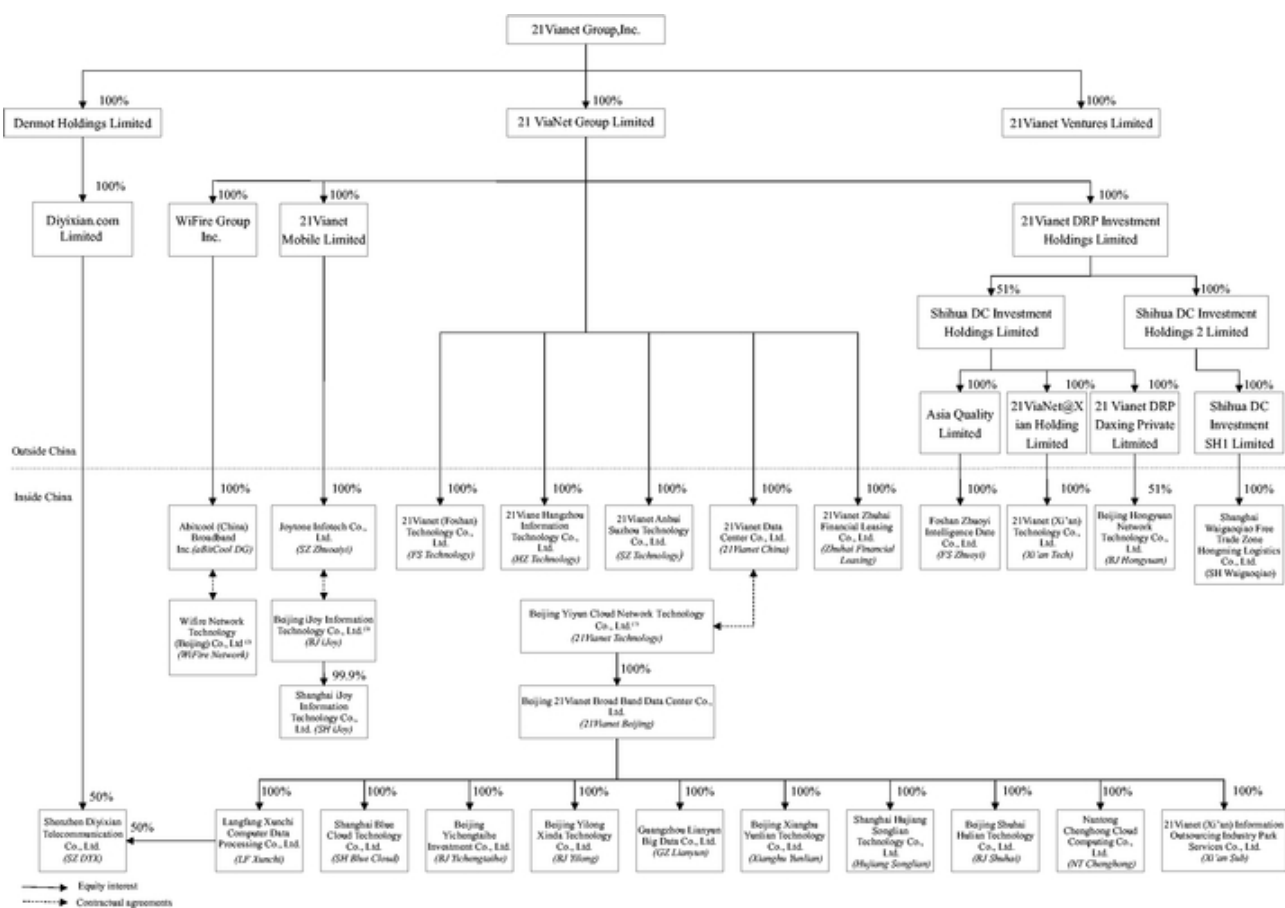 21Vianet Group,Inc.
100%
100%
100%
Dermot Holdings Limited
21 ViaNet Group Limited
21Vianet Ventures Limited
100%
100%
100%
100%
Diyixian.com
Limited
WiFire Group
Inc.
21Vianet
Mobile Limited
21Vianet DRP Investment
Holdings Limited
51%
100%
Shihua DC Investment
Holdings Limited
Shihua DC Investment
Holdings 2 Limited
100%
100%
100%
100%
Asia Quality
Limited
21ViaNet@X
ian Holding
Limited
21 Vianet DRP
Daxing Private
Litmited
Shihua DC
Investment
SH1 Limited
Outside China
Inside China
100%
100%
100%
100%
100%
100%
100%
100%
100%
51%
100%
Abitcool (China)
Broadband
Inc.(aBitCool DG)
Joytone Infotech Co.,
Ltd.
(SZ Zhuoaiyi)
21Vianet (Foshan)
Technology Co.,
Ltd.
(FS Technology)
21Viane Hangzhou
Information
Technology Co.,
Ltd.
(HZ Technology)
21Vianet Anhui
Suzhou Technology
Co., Ltd.
(SZ Technology)
21Vianet Data
Center Co., Ltd.
(21Vianet China)
21Vianet Zhuhai
Financial Leasing
Co., Ltd.
(Zhuhai Financial
Leasing)
Foshan Zhuoyi
Intelligence Date
Co., Ltd.
(FS Zhuoyi)
21Vianet (Xi'an)
Technology Co.,
Ltd.
(Xi'an Tech)
Beijing Hongyuan
Network
Technology Co.,
Ltd.
(BJ Hongyuan)
Shanghai
Waigaoqiao Free
Trade Zone
Hongming Logistics
Co., Ltd.
(SH Waigaoqiao)
Wifire Network
Technology
(Beijing) Co., Ltd
(WiFire Network)
Beijing iJoy Information
Technology Co., Ltd.
(BJ iJoy)
Beijing Yiyun Cloud Network Technology
Co., Ltd.
(21Vianet Technology)
99.9%
100%
Shanghai iJoy
Information
Technology Co.,
Ltd. (SH iJoy)
Beijing 21Vianet Broad Band Data Center Co.,
Ltd.
(21Vianet Beijing)
50%
100%
100%
100%
100%
100%
100%
100%
100%
100%
100%
Shenzhen Diyixian
Telecommunication
Co., Ltd.
(SZ DYX)
50%
Langfang Xunchi
Computer Data
Processing Co., Ltd.
(LF Xunchi)
Shanghai Blue
Cloud Technology
Co., Ltd.
(SH Blue Cloud)
Beijing
Yichengtaihe
Investment Co., Ltd.
(BJ Yichengtaihe)
Beijing Yilong
Xinda Technology
Co., Ltd.
(BJ Yilong)
Guangzhou Lianyun
Big Data Co., Ltd.
(GZ Lianyun)
Beijing Xianghu
Yunlian Technology
Co., Ltd.
(Xianghu Yunlian)
Shanghai Hujiang
Songlian
Technology Co.,
Ltd.
(Hujiang Songlian)
Beijing Shuhai
Hulian Technology
Co., Ltd.
(BJ Shuhai)
Nantong
Chenghong Cloud
Computing Co.,
Ltd.
(NT Chenghong)
21Vianet (Xi'an) Information
Outsourcing Industry Park
Services Co., Ltd.
(Xi'an Sub)
Equity interest
Contractual agreements